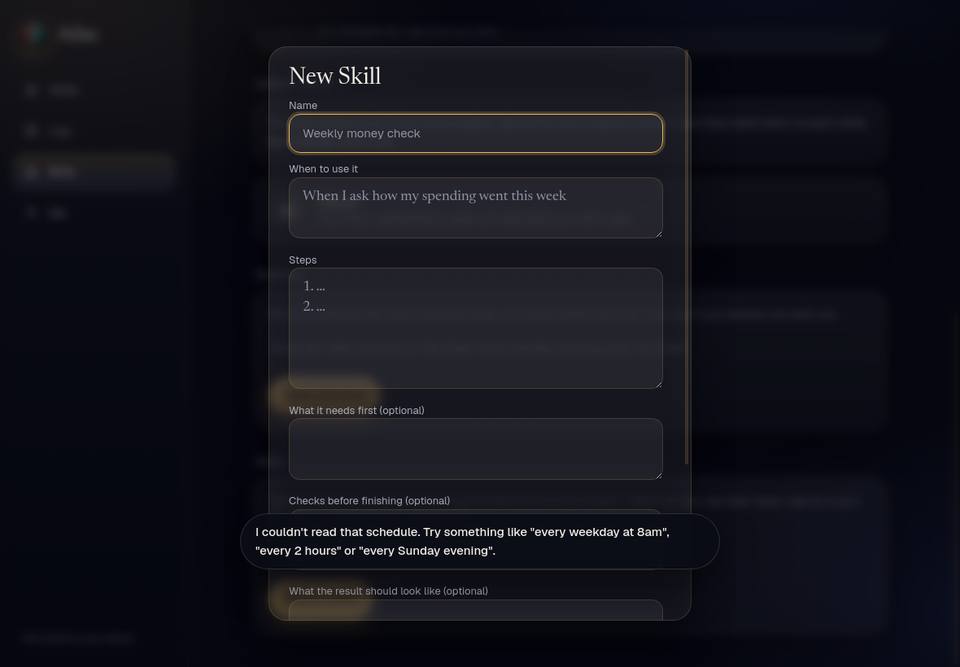 New Skill
Name
Weekly money check
When to use it
When I ask how my spending went this week
Steps
1. ...
2. ...
What it needs first (optional)
Checks before finishing (optional)
I couldn't read that schedule. Try something like "every weekday at 8am",
"every 2 hours" or "every Sunday evening".
What the result should look like (optional)